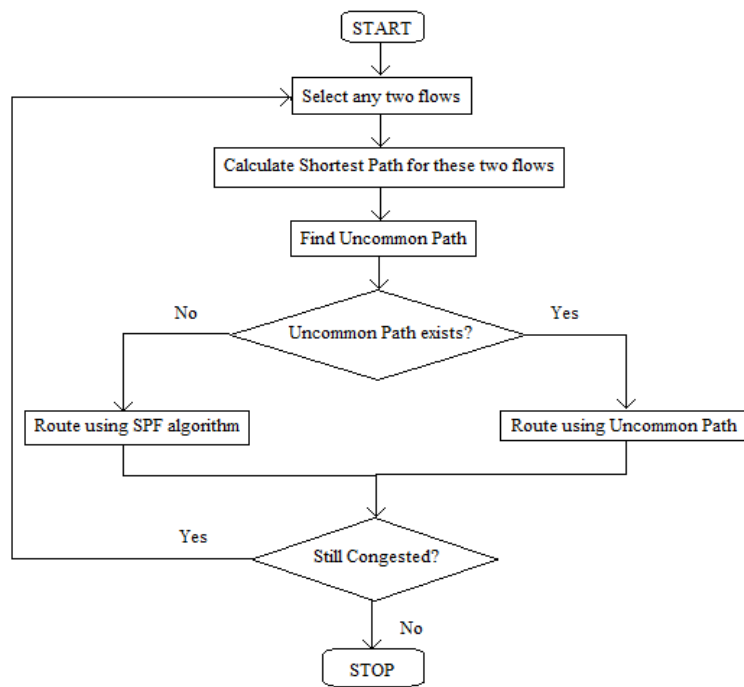 START
Select any two flows
Calculate Shortest Path for these two flows
Find Uncommon Path
No
Yes
Uncommon Path exists?
Route using SPF algorithm
Route using Uncommon Path
Yes
Still Congested?
No
STOP